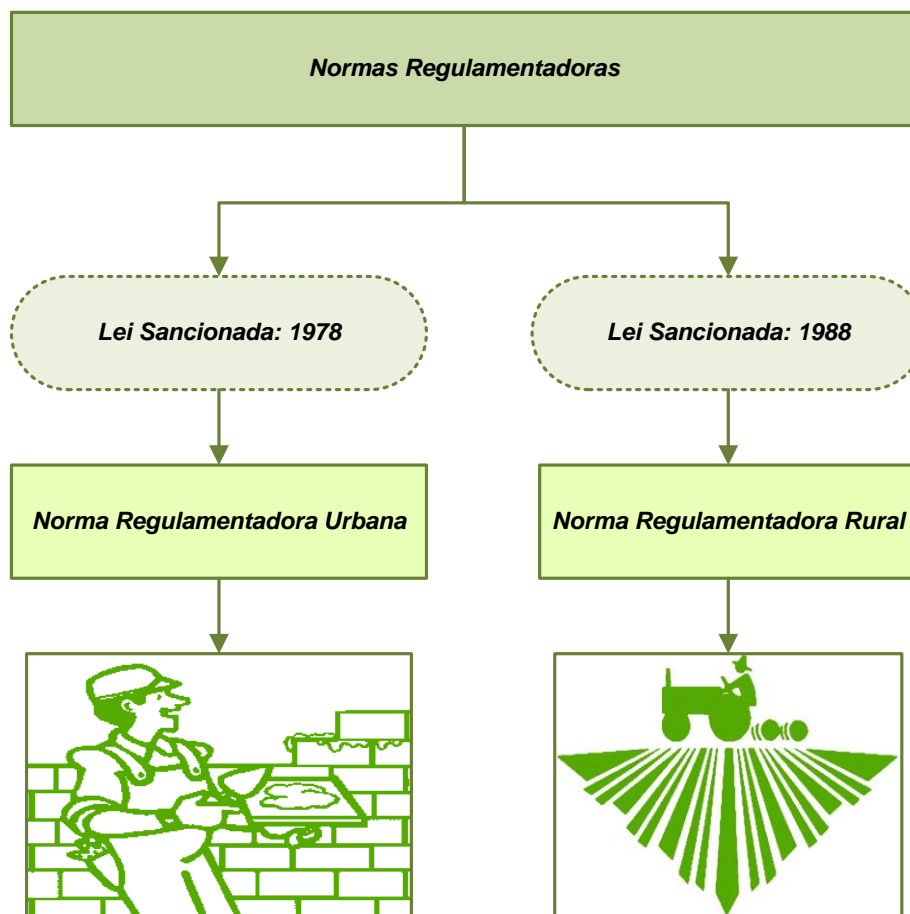 Normas Regulamentadoras
Lei Sancionada: 1978
Lei Sancionada: 1988
Norma Regulamentadora Urbana
Norma Regulamentadora Rural